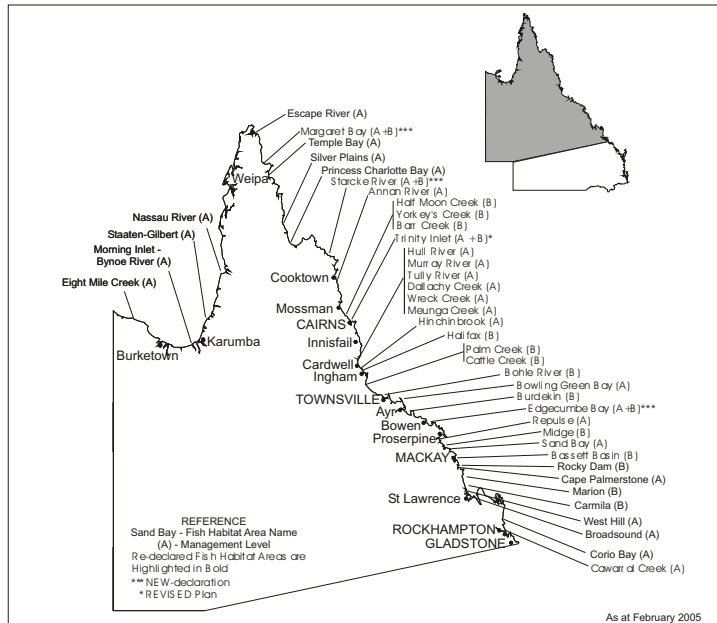 Escape River (A)
Margaret Bay (A+B)***
Temple Bay (A)
Silver Plains (A)
Princess Charlotte Bay (A)
Starcke River (A+B)***
Annan River (A)
Half Moon Creek (B)
Yorkey's Creek (B)
Barr Creek (B)
Trinity Inlet (A +B)*
Hull River (A)
Murray River (A)
Tully River (A)
Dallachy Creek (A)
Wreck Creek (A)
Meunga Creek (A)
Hinchinbrook (A)
Halifax (B)
Palm Creek (B)
Cattle Creek (B)
Bohle River (B)
Bowling Green Bay (A)
Burdekin (B)
Edgecumbe Bay (A+B)***
Repulse (A)
Midge (B)
Sand Bay (A)
Bassett Basin (B)
Rocky Dam (B)
Cape Palmerstone (A)
Marion (B)
Carmila (B)
West Hill (A)
Broadsound (A)
Corio Bay (A)
Cawarral Creek (A)
Weipa
Nassau River (A)
Staaten-Gilbert (A)
Morning Inlet -
Bynoe River (A)
Eight Mile Creek (A)
Burketown
Karumba
Cooktown
Mossman
CAIRNS
Innisfail
Cardwell
Ingham
TOWNSVILLE
Ayr
Bowen
Proserpine
MACKAY
St Lawrence
ROCKHAMPTON
GLADSTONE
REFERENCE
Sand Bay - Fish Habitat Area Name
(A) - Management Level
Re-declared Fish Habitat Areas are
Highlighted in Bold
*** NEW-declaration
* REVISED Plan
As at February 2005